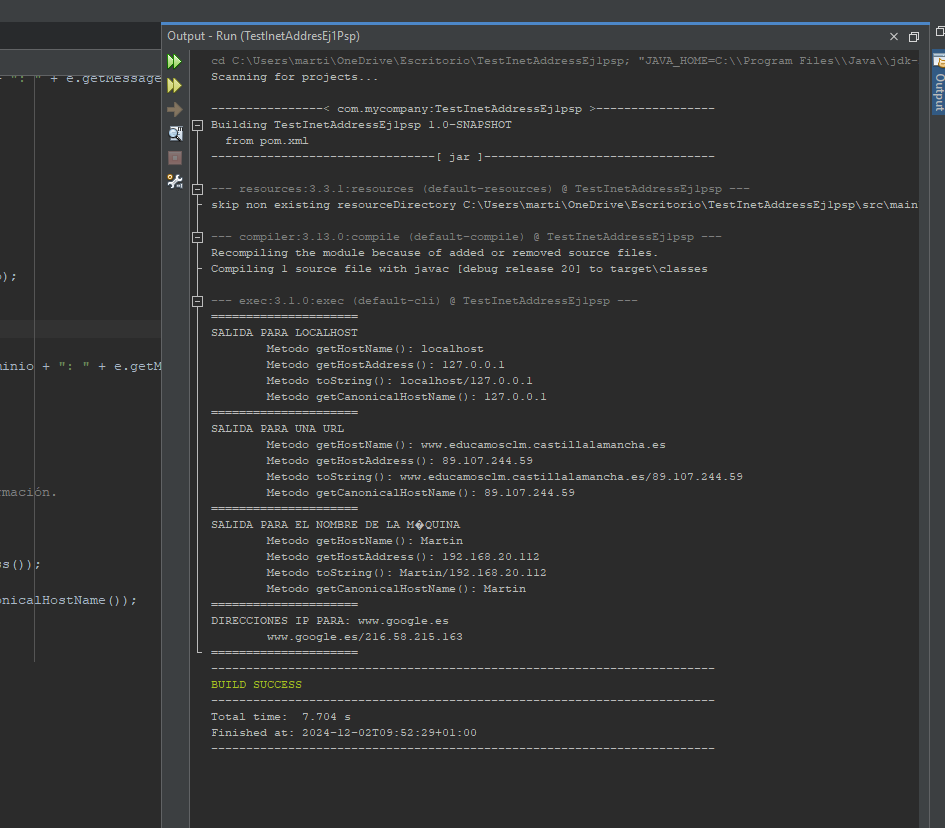 Output - Run (TestInetAddresEj1Psp)
cd C:\Users\marti\OneDrive\Escritorio\TestInetAddressEj1psp; "JAVA_HOME=C:\\Program Files\\Java\\jdk-
Scanning for projects...
----------------< com.mycompany:TestInetAddressEj1psp >-----------------
Building TestInetAddressEj1psp 1.0-SNAPSHOT
from pom.xml
--------------------------------[ jar ]---------------------------------
--- resources:3.3.1:resources (default-resources) @ TestInetAddressEj1psp ---
skip non existing resourceDirectory C:\Users\marti\OneDrive\Escritorio\TestInetAddressEj1psp\src\main
--- compiler:3.13.0:compile (default-compile) @ TestInetAddressEj1psp ---
Recompiling the module because of added or removed source files.
Compiling 1 source file with javac [debug release 20] to target\classes
--- exec:3.1.0:exec (default-cli) @ TestInetAddressEj1psp ---
=====================
SALIDA PARA LOCALHOST
Metodo getHostName(): localhost
Metodo getHostAddress(): 127.0.0.1
Metodo toString(): localhost/127.0.0.1
Metodo getCanonicalHostName(): 127.0.0.1
=====================
SALIDA PARA UNA URL
Metodo getHostName(): www.educamosclm.castillalamancha.es
Metodo getHostAddress(): 89.107.244.59
Metodo toString(): www.educamosclm.castillalamancha.es/89.107.244.59
Metodo getCanonicalHostName(): 89.107.244.59
=====================
SALIDA PARA EL NOMBRE DE LA M�QUINA
Metodo getHostName(): Martin
Metodo getHostAddress(): 192.168.20.112
Metodo toString(): Martin/192.168.20.112
Metodo getCanonicalHostName(): Martin
=====================
DIRECCIONES IP PARA: www.google.es
www.google.es/216.58.215.163
=====================
------------------------------------------------------------------------
BUILD SUCCESS
------------------------------------------------------------------------
Total time:  7.704 s
Finished at: 2024-12-02T09:52:29+01:00
------------------------------------------------------------------------
": " + e.getMessage
);
inio + ": " + e.getM
mación.
s());
nicalHostName());
Output